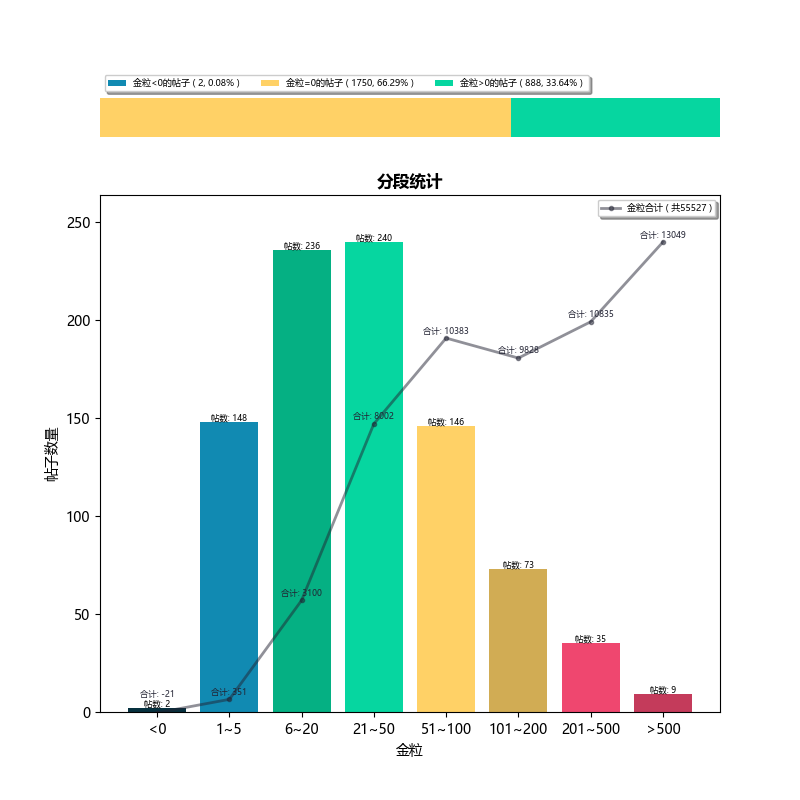 金粒<0的帖子 ( 2, 0.08% ) 金粒=0的帖子 ( 1750, 66.29% ) 金粒>0的帖子 ( 888, 33.64% )
分段统计
金粒合计 ( 共55527 )
250
200
150
100
50
0
帖子数量
合计: 13049
帖数: 240
帖数: 236
合计: 10835
合计: 10383
合计: 9828
合计: 8002
帖数: 148
帖数: 146
合计: 3100
帖数: 73
帖数: 35
合计: -21
合计: 351
帖数: 9
帖数: 2
<0 1~5 6~20 21~50 51~100 101~200 201~500 >500
金粒